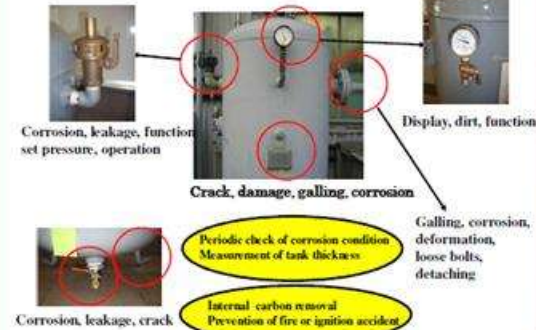 Corrosion, leakage, function
set pressure, operation
Display, dirt, function
Crack, damage, galling, corrosion
Galling, corrosion,
deformation,
loose bolts,
detaching
Periodic check of corrosion condition
Measurement of tank thickness
Internal carbon removal
Prevention of fire or ignition accident
Corrosion, leakage, crack